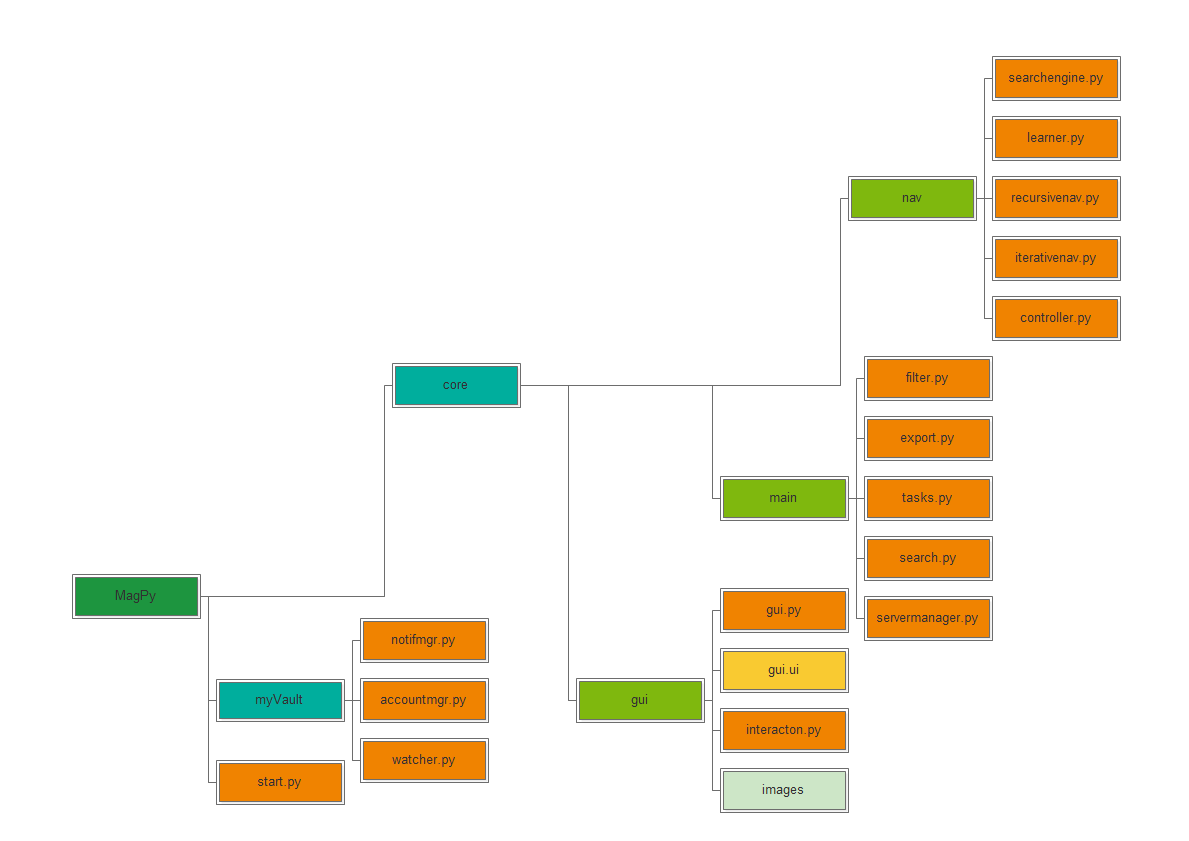 searchengine.py
learner.py
nav
recursivenav.py
iterativenav.py
controller.py
filter.py
core
export.py
main
tasks.py
search.py
MagPy
gui.py
servermanager.py
notifmgr.py
gui.ui
myVault
accountmgr.py
gui
interacton.py
watcher.py
start.py
images